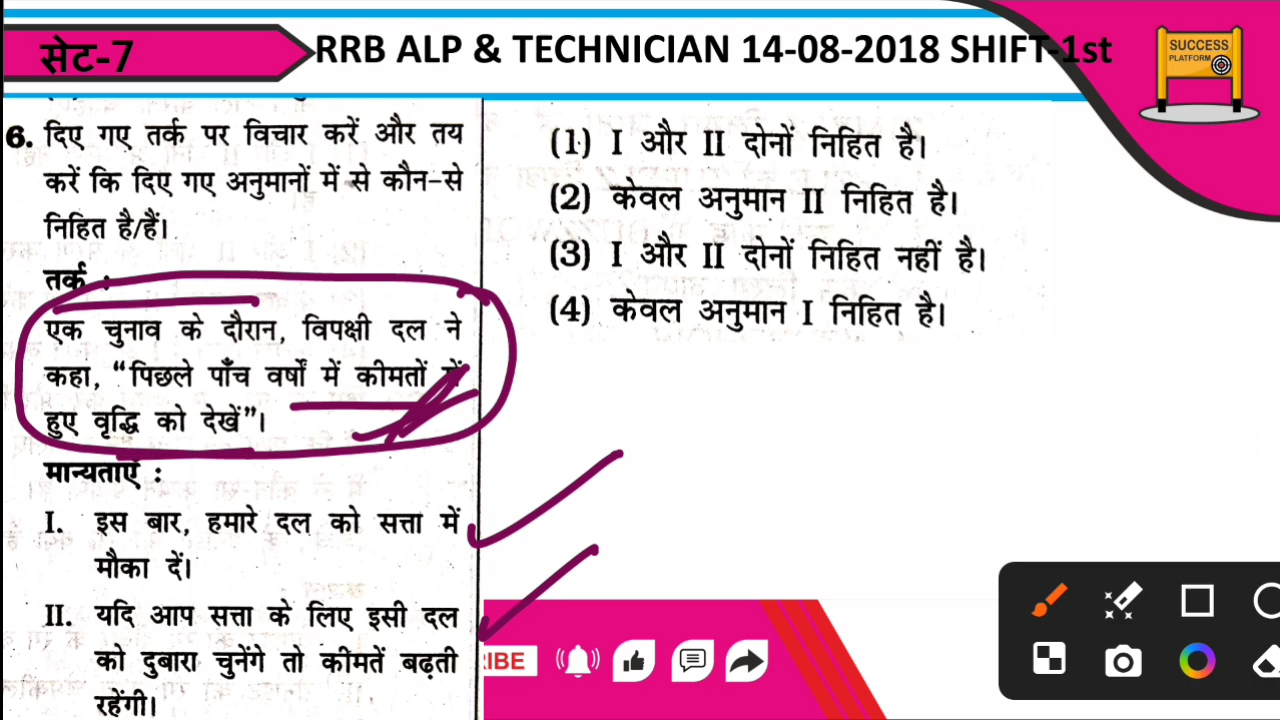 सेट-7
RRB ALP & TECHNICIAN 14-08-2018 SHIFT-1st
SUCCESS
PLATFORM
6. दिए गए तर्क पर विचार करें और तय
करें कि दिए गए अनुमानों में से कौन-से
निहित है/हैं।
तर्क :
एक चुनाव के दौरान, विपक्षी दल ने
कहा, “पिछले पाँच वर्षों में कीमतों में
हुए वृद्धि को देखें”।
मान्यताएँ :
I. इस बार, हमारे दल को सत्ता में
मौका दें।
II. यदि आप सत्ता के लिए इसी दल
को दुबारा चुनेंगे तो कीमतें बढ़ती
रहेंगी।
(1) I और II दोनों निहित है।
(2) केवल अनुमान II निहित है।
(3) I और II दोनों निहित नहीं है।
(4) केवल अनुमान I निहित है।
IBE